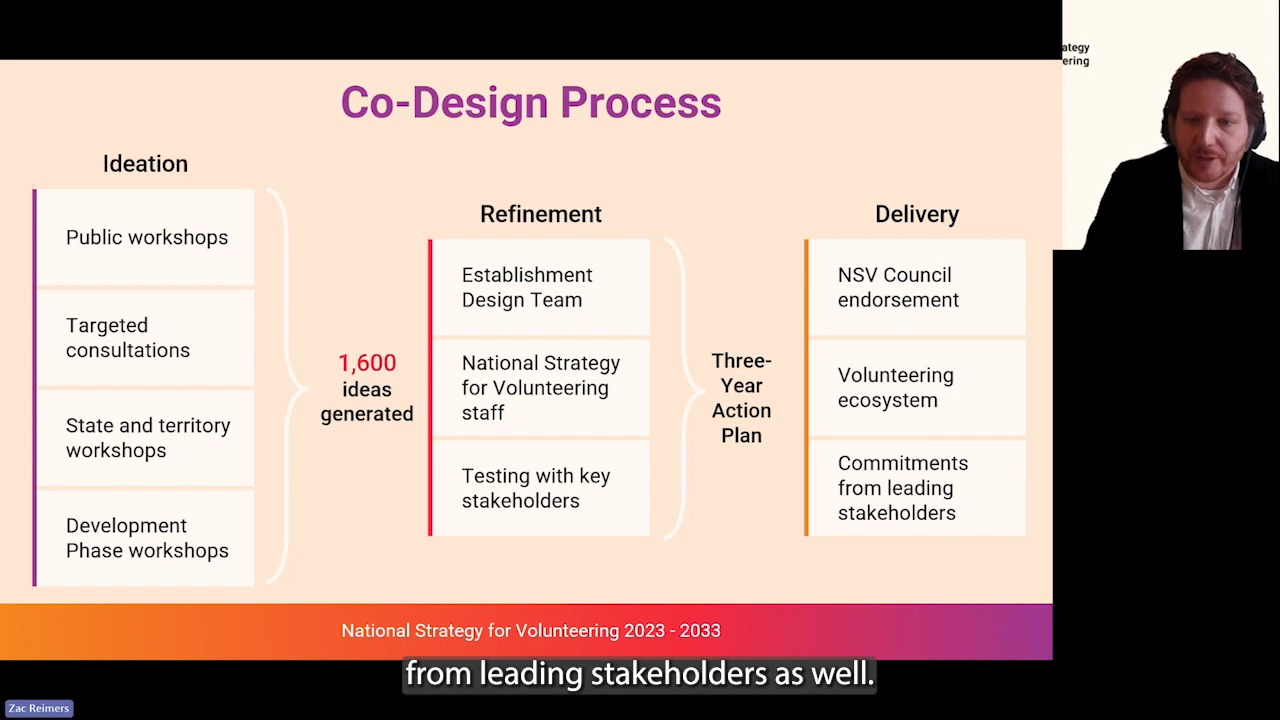 Co-Design Process
Ideation
Public workshops
Targeted
consultations
State and territory
workshops
Development
Phase workshops
1,600
ideas
generated
Refinement
Establishment
Design Team
National Strategy
for Volunteering
staff
Testing with key
stakeholders
Three-
Year
Action
Plan
Delivery
NSV Council
endorsement
Volunteering
ecosystem
Commitments
from leading
stakeholders
National Strategy for Volunteering 2023 - 2033
ategy
ering
from leading stakeholders as well.
Zac Reimers